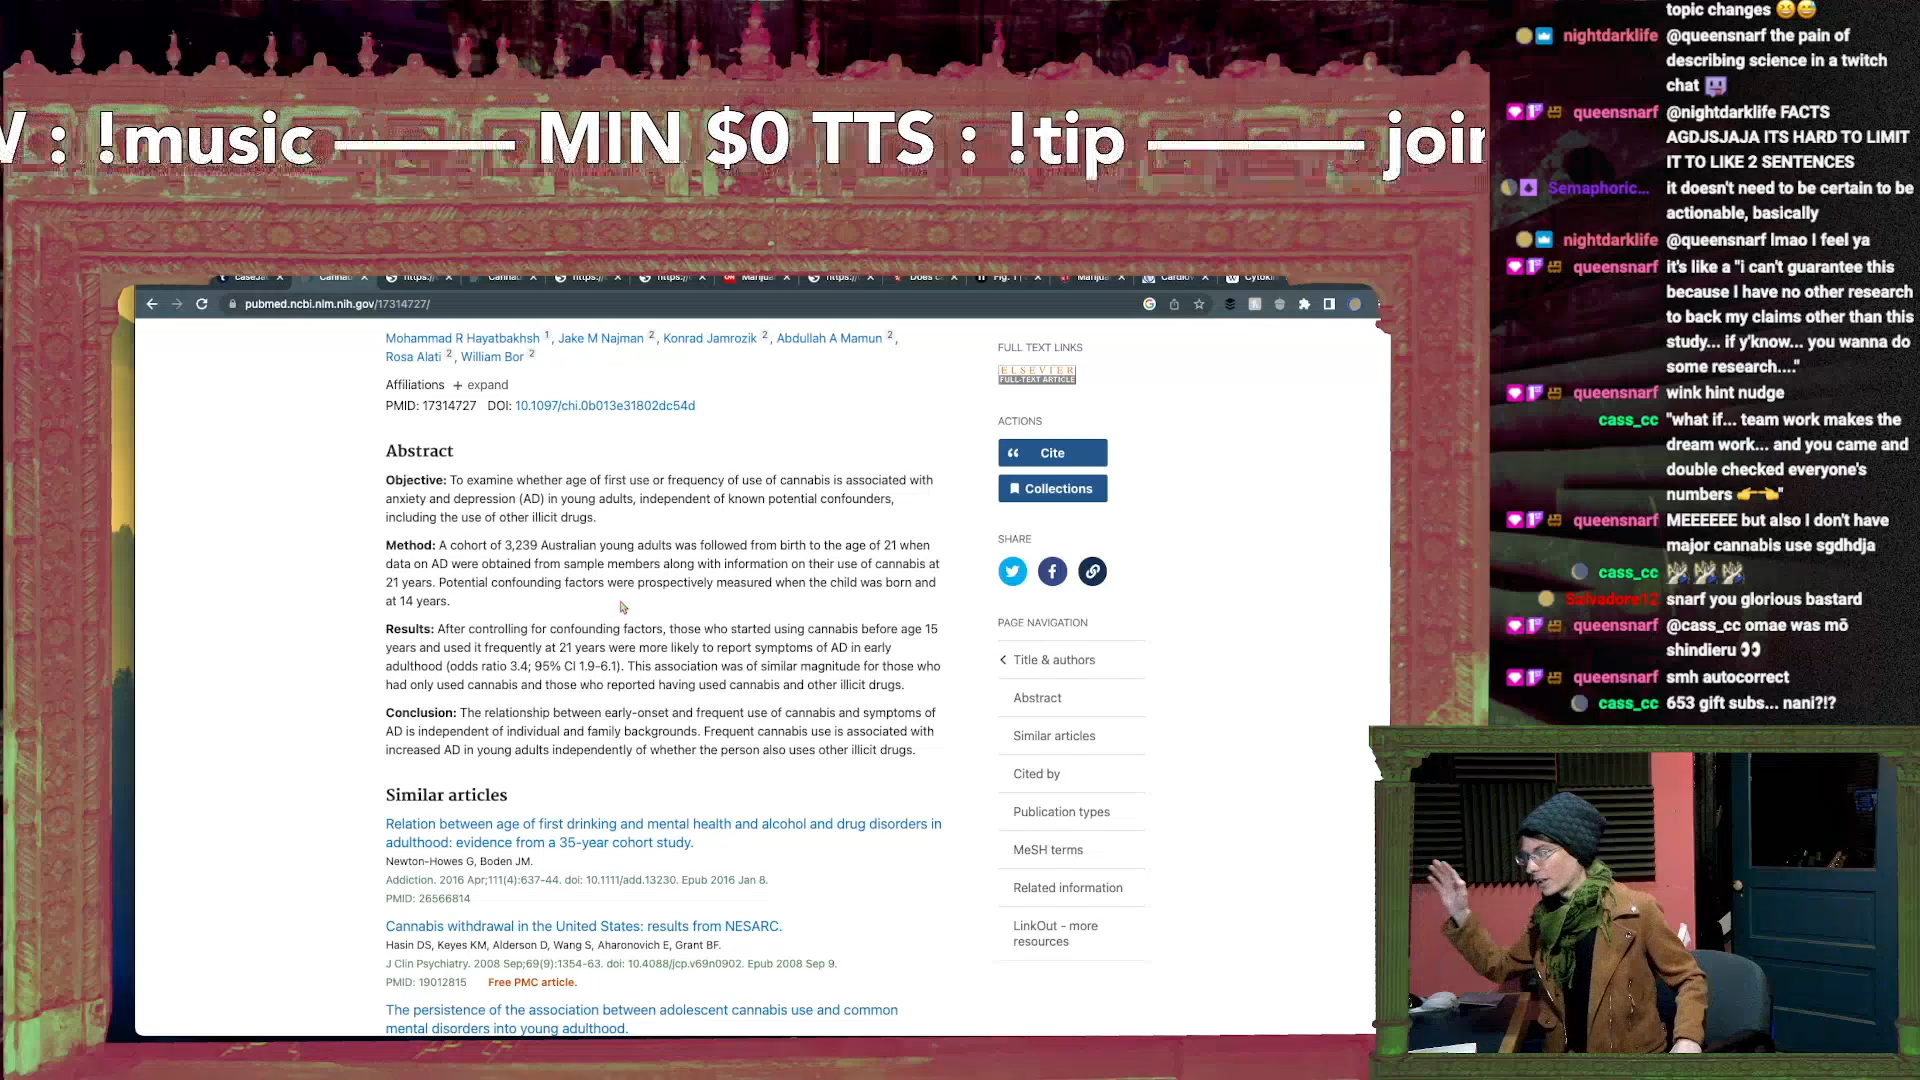 : !music —— MIN $0 TTS : !tip —— join
pubmed.ncbi.nlm.nih.gov/17314727/
Mohammad R Hayatbakhsh 1, Jake M Najman 2, Konrad Jamrozik 2, Abdullah A Mamun 2,
Rosa Alati 2, William Bor 2
Affiliations + expand
PMID: 17314727 DOI: 10.1097/chi.0b013e31802dc54d
Abstract
Objective: To examine whether age of first use or frequency of use of cannabis is associated with
anxiety and depression (AD) in young adults, independent of known potential confounders,
including the use of other illicit drugs.
Method: A cohort of 3,239 Australian young adults was followed from birth to the age of 21 when
data on AD were obtained from sample members along with information on their use of cannabis at
21 years. Potential confounding factors were prospectively measured when the child was born and
at 14 years.
Results: After controlling for confounding factors, those who started using cannabis before age 15
years and used it frequently at 21 years were more likely to report symptoms of AD in early
adulthood (odds ratio 3.4; 95% CI 1.9-6.1). This association was of similar magnitude for those who
had only used cannabis and those who reported having used cannabis and other illicit drugs.
Conclusion: The relationship between early-onset and frequent use of cannabis and symptoms of
AD is independent of individual and family backgrounds. Frequent cannabis use is associated with
increased AD in young adults independently of whether the person also uses other illicit drugs.
Similar articles
Relation between age of first drinking and mental health and alcohol and drug disorders in
adulthood: evidence from a 35-year cohort study.
Newton-Howes G, Boden JM.
Addiction. 2016 Apr;111(4):637-44. doi: 10.1111/add.13230. Epub 2016 Jan 8.
PMID: 26566814
Cannabis withdrawal in the United States: results from NESARC.
Hasin DS, Keyes KM, Alderson D, Wang S, Aharonovich E, Grant BF.
J Clin Psychiatry. 2008 Sep;69(9):1354-63. doi: 10.4088/jcp.v69n0902. Epub 2008 Sep 9.
PMID: 19012815 Free PMC article.
The persistence of the association between adolescent cannabis use and common
mental disorders into young adulthood.
FULL TEXT LINKS
ELSEVIER
FULL-TEXT ARTICLE
ACTIONS
Cite
Collections
SHARE
PAGE NAVIGATION
Title & authors
Abstract
Similar articles
Cited by
Publication types
MeSH terms
Related information
LinkOut - more
resources
topic changes 😆😅
nightdarklife @queensnarf the pain of
describing science in a twitch
chat
queensnarf @nightdarklife FACTS
AGDJSJAJA ITS HARD TO LIMIT
IT TO LIKE 2 SENTENCES
Semaphoric... it doesn't need to be certain to be
actionable, basically
nightdarklife @queensnarf lmao I feel ya
queensnarf it's like a "i can't guarantee this
because I have no other research
to back my claims other than this
study... if y'know... you wanna do
some research...."
queensnarf wink hint nudge
cass_cc "what if... team work makes the
dream work... and you came and
double checked everyone's
numbers 👉👈"
queensnarf MEEEEEE but also I don't have
major cannabis use sgdhdja
cass_cc
Salvadore12 snarf you glorious bastard
queensnarf @cass_cc omae wa​s mō
shindieru 👀
queensnarf smh autocorrect
cass_cc 653 gift subs... nani?!?